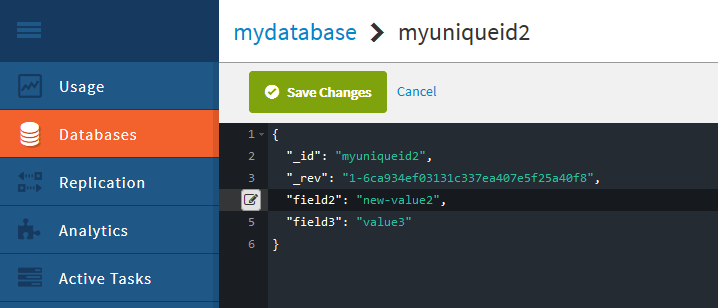 mydatabase > myuniqueid2
Save Changes
Cancel
Usage
Databases
Replication
Analytics
Active Tasks
1 {
2 "_id": "myuniqueid2",
3 "_rev": "1-6ca934ef03131c337ea407e5f25a40f8",
"field2": "new-value2",
5 "field3": "value3"
6 }